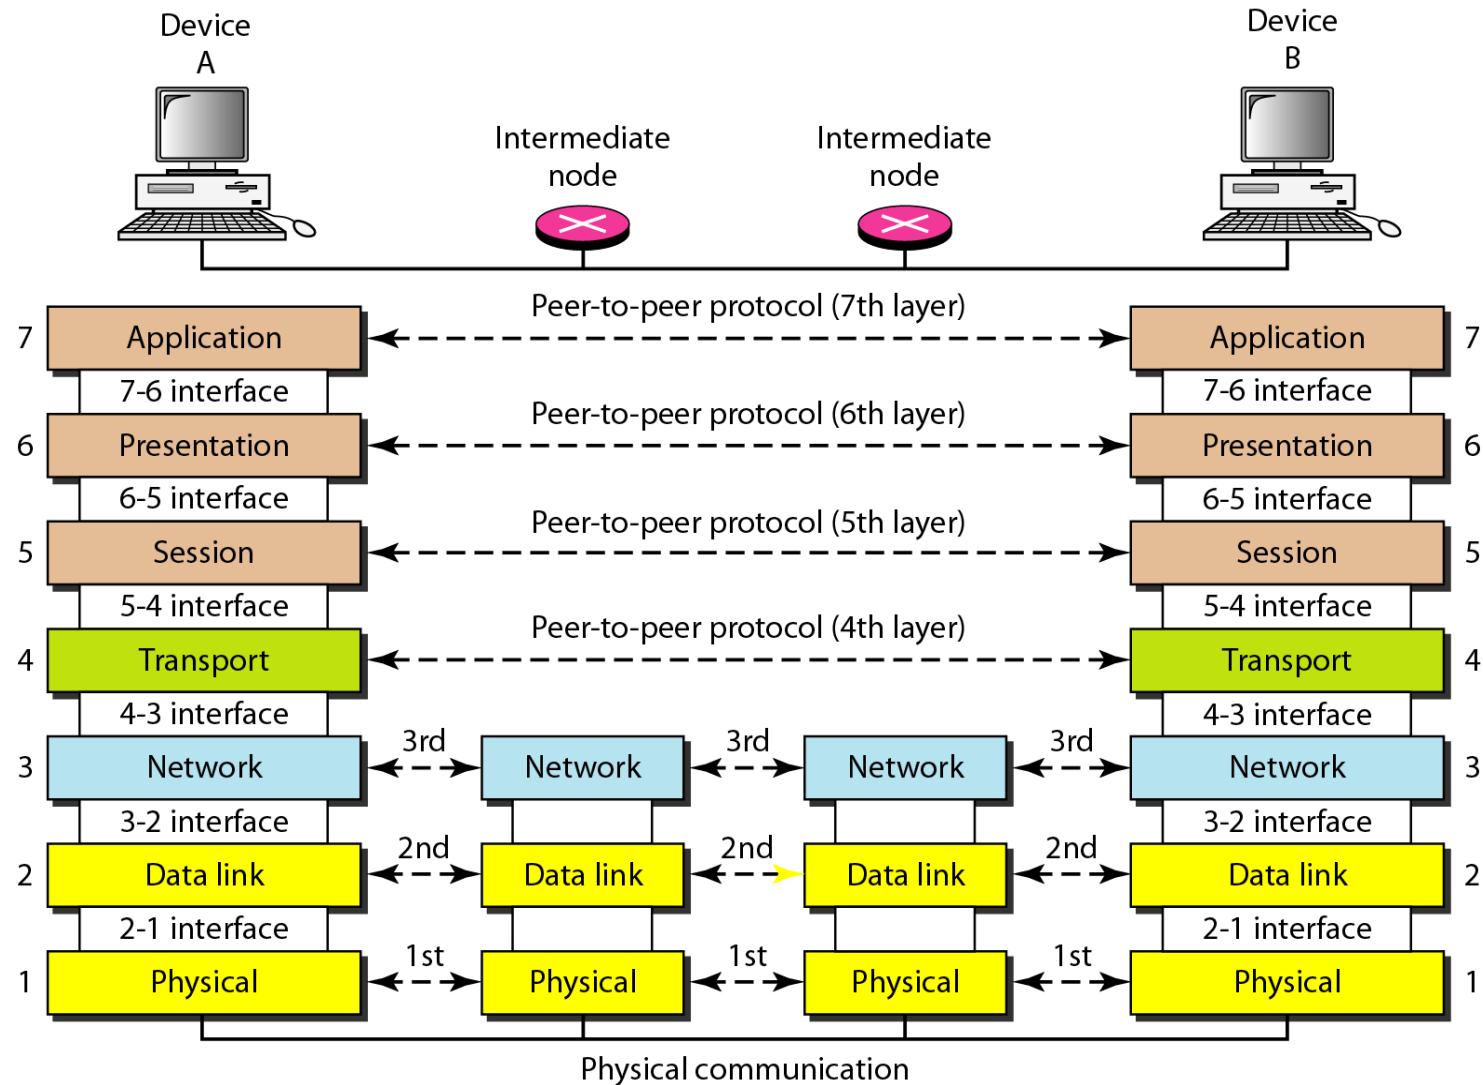 Device
A
Device
B
Intermediate
node
Intermediate
node
Peer-to-peer protocol (7th layer)
7 Application Application 7
7-6 interface 7-6 interface
Peer-to-peer protocol (6th layer)
6 Presentation Presentation 6
6-5 interface 6-5 interface
Peer-to-peer protocol (5th layer)
5 Session Session 5
5-4 interface 5-4 interface
Peer-to-peer protocol (4th layer)
4 Transport Transport 4
4-3 interface 4-3 interface
3rd 3rd 3rd
3 Network Network Network Network 3
3-2 interface 3-2 interface
2nd 2nd 2nd
2 Data link Data link Data link Data link 2
2-1 interface 2-1 interface
1st 1st 1st
1 Physical Physical Physical Physical 1
Physical communication